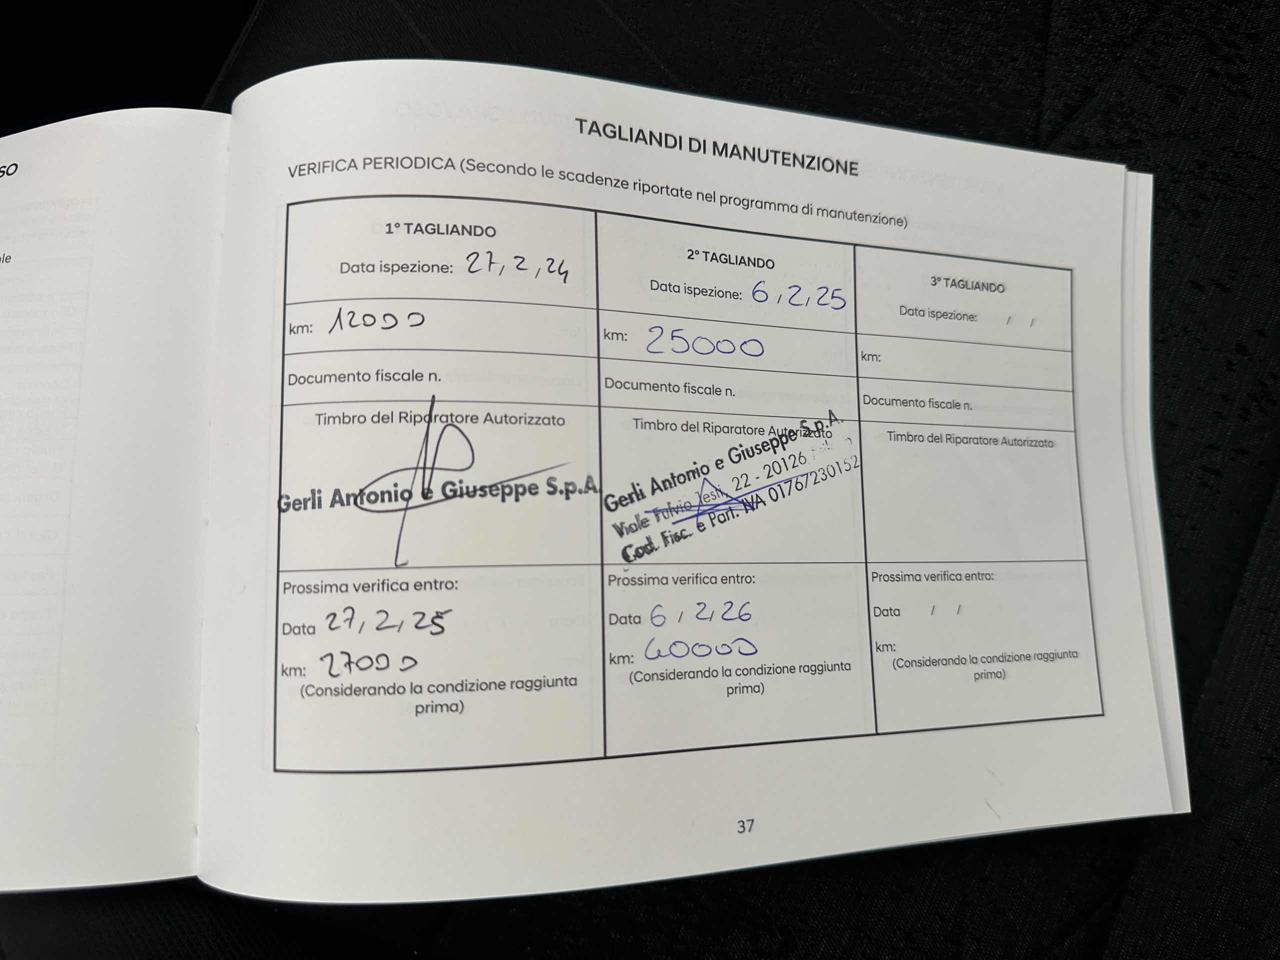 SO
le
TAGLIANDI DI MANUTENZIONE
VERIFICA PERIODICA (Secondo le scadenze riportate nel programma di manutenzione)
1° TAGLIANDO
Data ispezione: 27, 2, 24
km: 12000
Documento fiscale n.
Timbro del Riparatore Autorizzato
Gerli Antonio e Giuseppe S.p.A.
Prossima verifica entro:
Data 27, 2, 25
km: 27000
(Considerando la condizione raggiunta
prima)
2° TAGLIANDO
Data ispezione: 6, 2, 25
km: 25000
Documento fiscale n.
Timbro del Riparatore Autorizzato
Gerli Antonio e Giuseppe S.p.A.
Viale Fulvio Testi, 22 - 20126
Cod. Fisc. e Part. IVA 01767230152
Prossima verifica entro:
Data 6, 2, 26
km: 40000
(Considerando la condizione raggiunta
prima)
3° TAGLIANDO
Data ispezione: / /
km:
Documento fiscale n.
Timbro del Riparatore Autorizzato
Prossima verifica entro:
Data / /
km:
(Considerando la condizione raggiunta
prima)
37